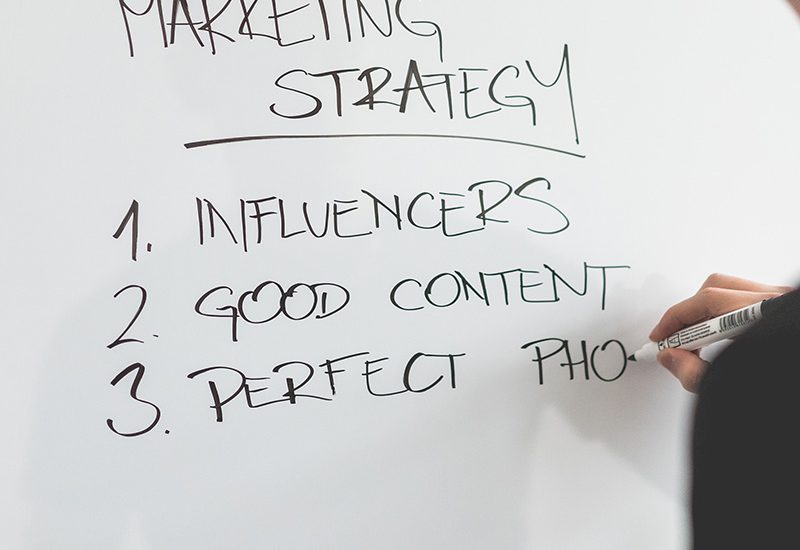 MARKETING
STRATEGY
1. INFLUENCERS
2. GOOD CONTENT
3. PERFECT PHO